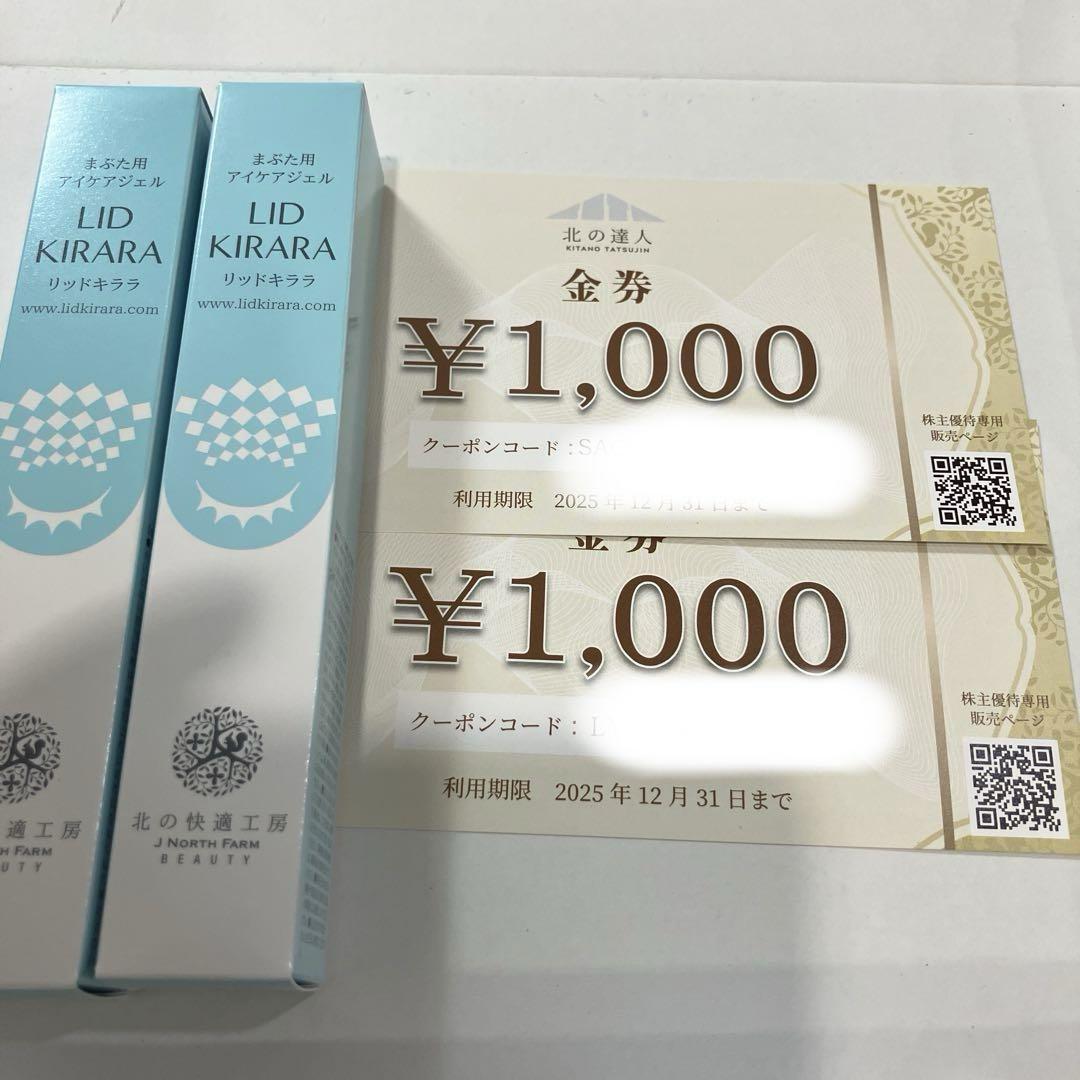 まぶた用
アイケアジェル
LID
KIRARA
リッドキララ
www.lidkirara.com
適工房
TH FARM
UTY
まぶた用
アイケアジェル
LID
KIRARA
リッドキララ
www.lidkirara.com
北の快適工房
J NORTH FARM
BEAUTY
北の達人
KITANO TATSUJIN
金券
¥1,000
クーポンコード:SA
利用期限 2025年12月31日まで
株主優待専用
販売ページ
金券
¥1,000
クーポンコード: L
利用期限 2025年12月31日まで
株主優待専用
販売ページ